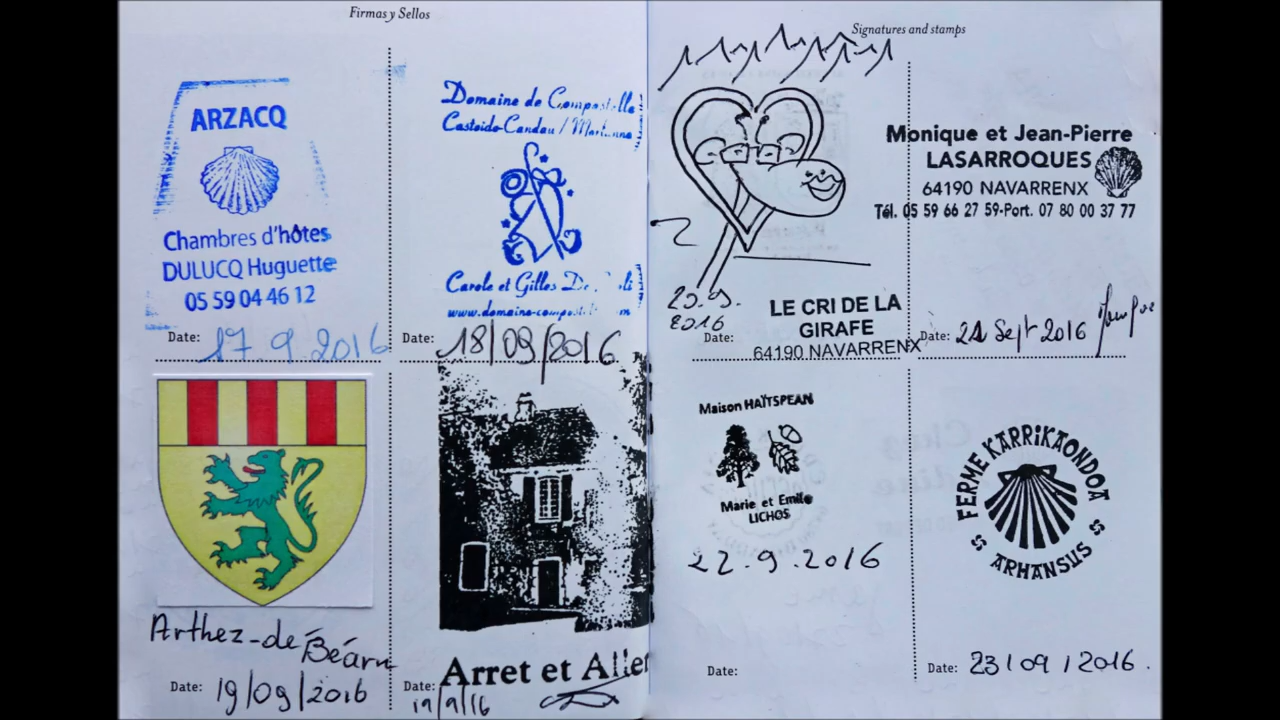 Firmas y Sellos
ARZACQ
Chambres d'hôtes
DULUCQ Huguette
05 59 04 46 12
Date: 17.9.2016
Domaine de Compostelle
Casteide-Candau /
Carole et Gilles
Date: 18/09/2016
Arthez-de-Béarn
Date: 19/09/2016
Arret et Aller
Date: 19/9/16
Signatures and stamps
20.09.
2016
LE CRI DE LA
GIRAFE
Date:
64190 NAVARRENX
Monique et Jean-Pierre
LASARROQUES
64190 NAVARRENX
Tél. 05 59 66 27 59-Port. 07 80 00 37 77
Date: 21 Sept 2016
Maison HAÏTSPEAN
Marie et Emile
LICHOS
22.9.2016
Date:
FERME KARRIKAONDOA
ARHANSUS
Date: 23/09/2016.